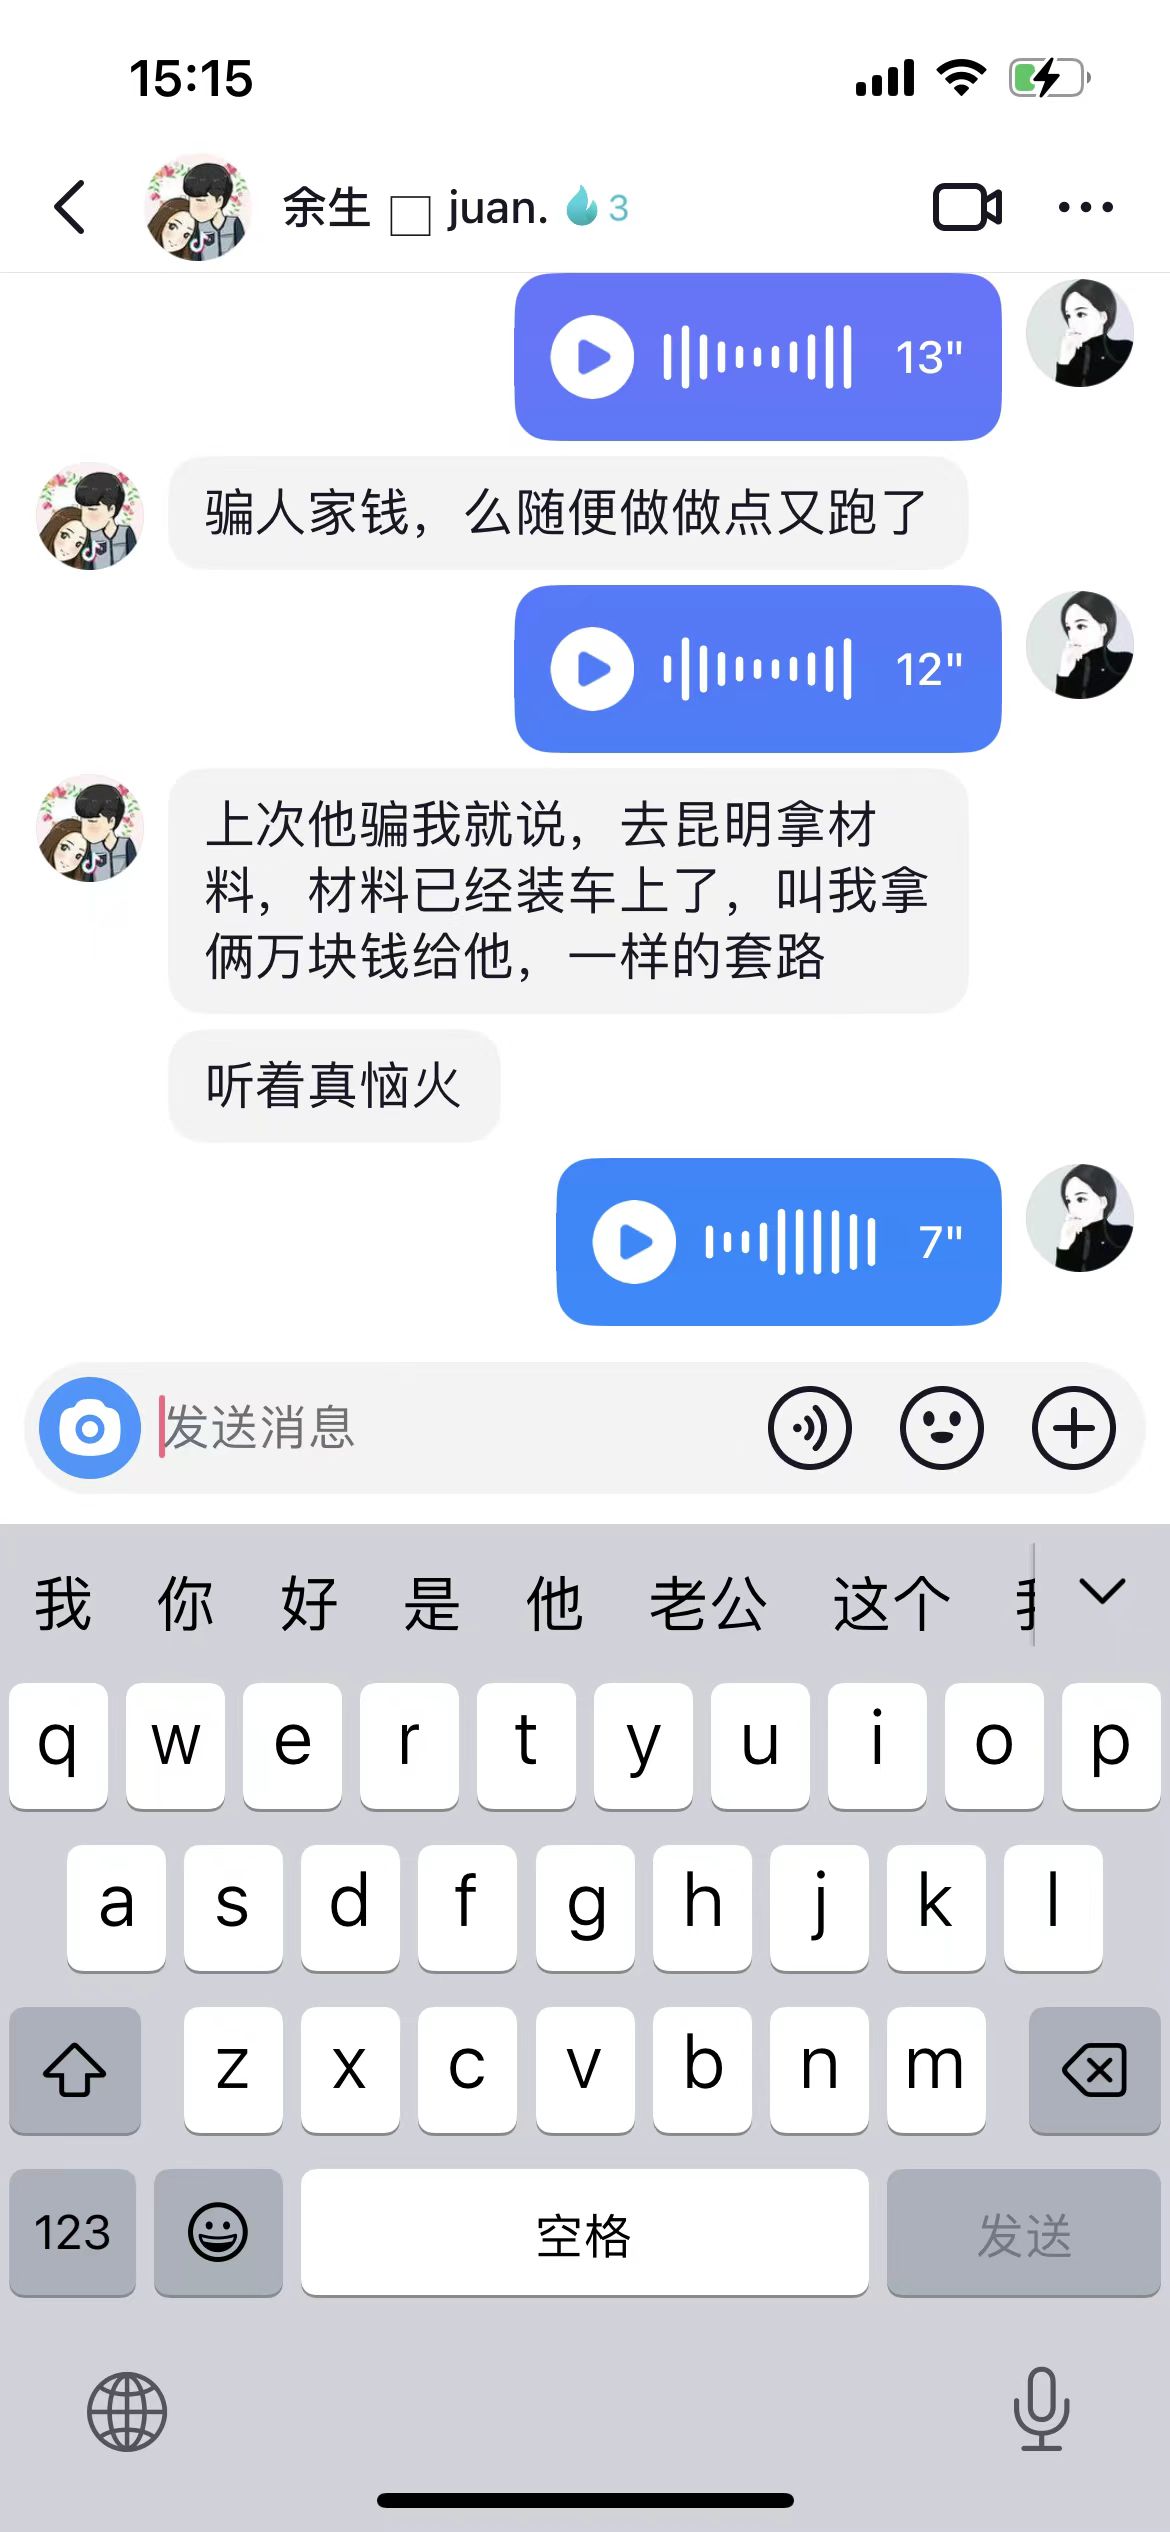 15:15
余生 □ juan. 3
13"
骗人家钱，么随便做做点又跑了
12"
上次他骗我就说，去昆明拿材
料，材料已经装车上了，叫我拿
俩万块钱给他，一样的套路
听着真恼火
7"
发送消息
我 你 好 是 他 老公 这个
q w e r t y u i o p
a s d f g h j k l
z x c v b n m
123 空格 发送